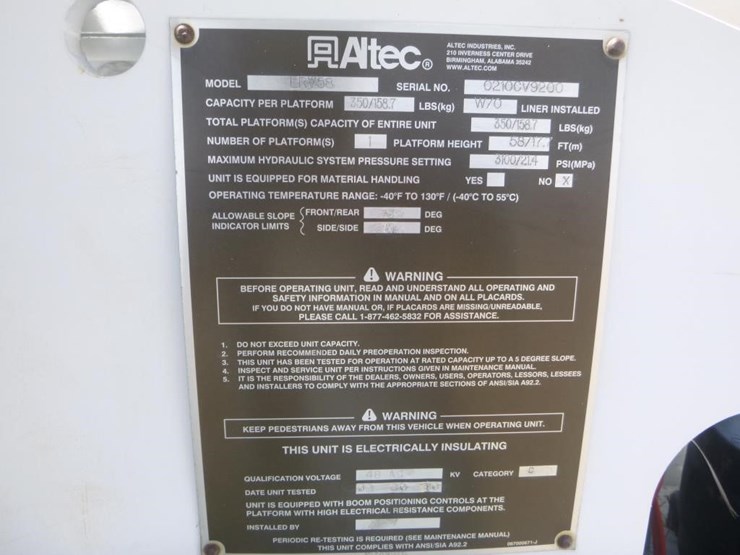 Altec®
ALTEC INDUSTRIES, INC.
210 INVERNESS CENTER DRIVE
BIRMINGHAM, ALABAMA 35242
WWW.ALTEC.COM
MODEL SERIAL NO. 0210CV9200
CAPACITY PER PLATFORM 350/158.7 LBS(kg) W/O LINER INSTALLED
TOTAL PLATFORM(S) CAPACITY OF ENTIRE UNIT 350/158.7 LBS(kg)
NUMBER OF PLATFORM(S) 1 PLATFORM HEIGHT 58/17.7 FT(m)
MAXIMUM HYDRAULIC SYSTEM PRESSURE SETTING 3100/21.4 PSI(MPa)
UNIT IS EQUIPPED FOR MATERIAL HANDLING YES NO X
OPERATING TEMPERATURE RANGE: -40°F TO 130°F / (-40°C TO 55°C)
ALLOWABLE SLOPE INDICATOR LIMITS
FRONT/REAR DEG
SIDE/SIDE DEG
WARNING
BEFORE OPERATING UNIT, READ AND UNDERSTAND ALL OPERATING AND
SAFETY INFORMATION IN MANUAL AND ON ALL PLACARDS.
IF YOU DO NOT HAVE MANUAL OR, IF PLACARDS ARE MISSING/UNREADABLE,
PLEASE CALL 1-877-462-5832 FOR ASSISTANCE.
1. DO NOT EXCEED UNIT CAPACITY.
2. PERFORM RECOMMENDED DAILY PREOPERATION INSPECTION.
3. THIS UNIT HAS BEEN TESTED FOR OPERATION AT RATED CAPACITY UP TO A 5 DEGREE SLOPE.
4. INSPECT AND SERVICE UNIT PER INSTRUCTIONS GIVEN IN MAINTENANCE MANUAL.
5. IT IS THE RESPONSIBILITY OF THE DEALERS, OWNERS, USERS, OPERATORS, LESSORS, LESSEES
AND INSTALLERS TO COMPLY WITH THE APPROPRIATE SECTIONS OF ANSI/SIA A92.2.
WARNING
KEEP PEDESTRIANS AWAY FROM THIS VEHICLE WHEN OPERATING UNIT.
THIS UNIT IS ELECTRICALLY INSULATING
QUALIFICATION VOLTAGE KV CATEGORY C
DATE UNIT TESTED
UNIT IS EQUIPPED WITH BOOM POSITIONING CONTROLS AT THE
PLATFORM WITH HIGH ELECTRICAL RESISTANCE COMPONENTS.
INSTALLED BY
PERIODIC RE-TESTING IS REQUIRED (SEE MAINTENANCE MANUAL)
THIS UNIT COMPLIES WITH ANSI/SIA A92.2